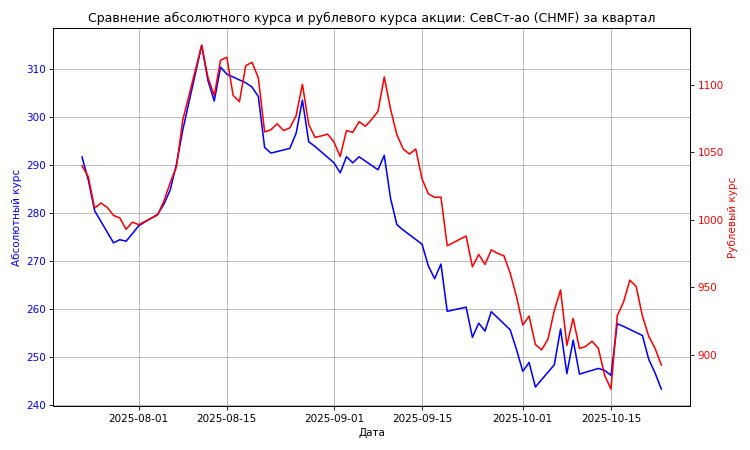 Сравнение абсолютного курса и рублевого курса акции: СевСт-ао (CHMF) за квартал
310
300
290
280
270
260
250
240
Абсолютный курс
1100
1050
1000
950
900
Рублевый курс
2025-08-01 2025-08-15 2025-09-01 2025-09-15 2025-10-01 2025-10-15
Дата